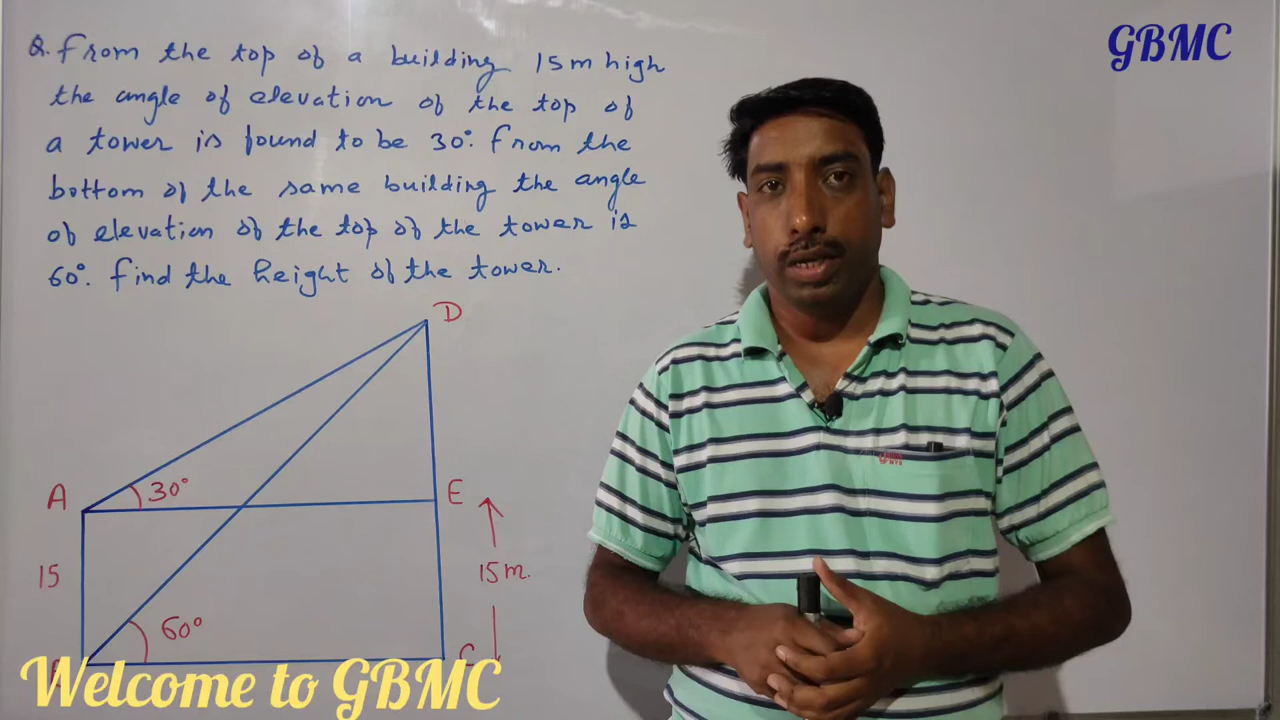 Q. From the top of a building 15m high
the angle of elevation of the top of
a tower is found to be 30°. From the
bottom of the same building the angle
of elevation of the top of the tower is
60°. Find the height of the tower.
GBMC
D
A
30°
E
15
15m.
60°
C
Welcome to GBMC